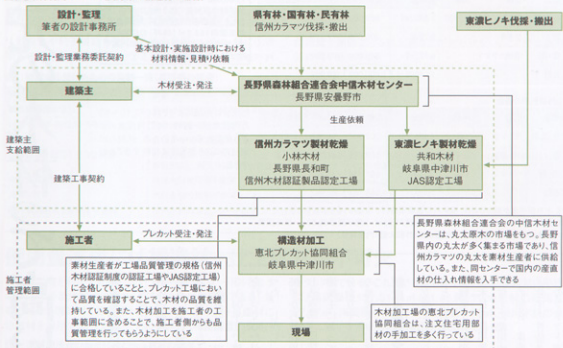 設計・監理
筆者の設計事務所
県有林・国有林・民有林
信州カラマツ伐採・搬出
東濃ヒノキ伐採・搬出
基本設計・実施設計時における
材料情報・見積り依頼
設計・監理業務委託契約
建築主
木材受注・発注
長野県森林組合連合会中信木材センター
長野県安曇野市
生産依頼
建築主
支給範囲
信州カラマツ製材乾燥
小林木材
長野県長和町
信州木材認証製品認定工場
東濃ヒノキ製材乾燥
共和木材
岐阜県中津川市
JAS認定工場
建築工事契約
長野県森林組合連合会の中信木材セン
ターは、丸太原木の市場をもつ。長野県
内の丸太が多く集まる市場であり、信
州カラマツの丸太を素材生産者に供給
している。また、同センターで国内の産直
材の仕入れ情報を入手できる
施工者
プレカット受注・発注
構造材加工
恵北プレカット協同組合
岐阜県中津川市
施工者
管理範囲
素材生産者が工場品質管理の規格(信州
木材認証制度の認証工場やJAS認定工場)
に合格していることと、プレカット工場にお
いて品質を確認することで、木材の品質を維
持している。また、木材加工を施工者の工
事範囲に含めることで、施工者側からも品
質管理を行ってもらうようにしている
木材加工場の恵北プレカット
協同組合は、注文住宅用部
材の手加工を多く行っている
現場